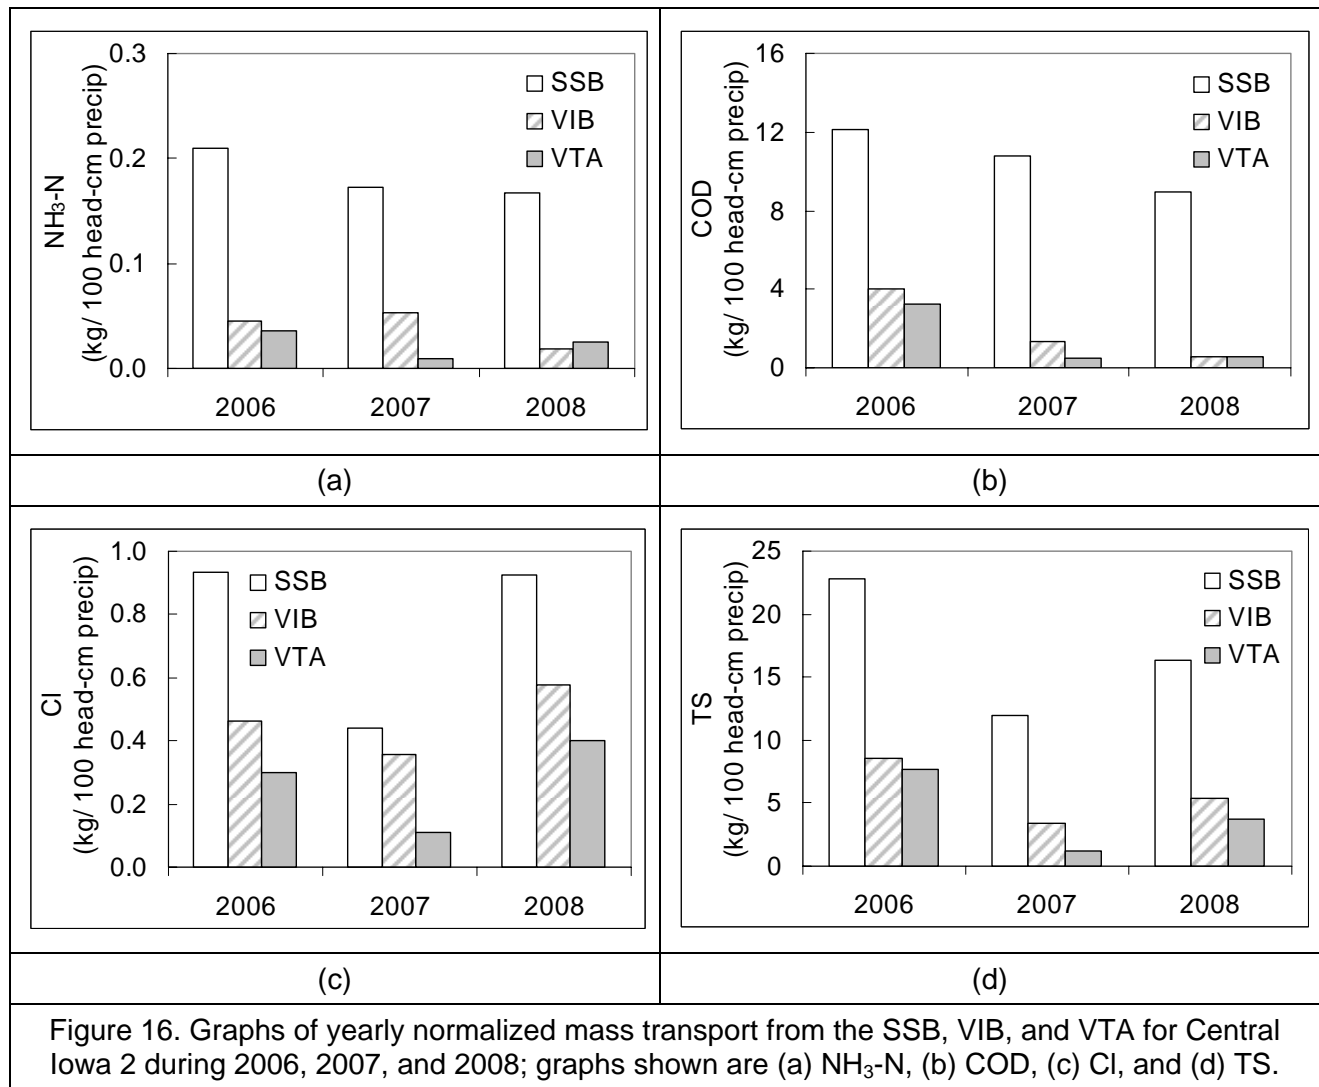 0.3
0.2
0.1
0.0
NH₃-N
(kg/ 100 head-cm precip)
SSB
VIB
VTA
2006 2007 2008
16
12
8
4
0
COD
(kg/ 100 head-cm precip)
SSB
VIB
VTA
2006 2007 2008
(a) (b)
1.0
0.8
0.6
0.4
0.2
0.0
Cl
(kg/ 100 head-cm precip)
SSB
VIB
VTA
2006 2007 2008
25
20
15
10
5
0
TS
(kg/ 100 head-cm precip)
SSB
VIB
VTA
2006 2007 2008
(c) (d)
Figure 16. Graphs of yearly normalized mass transport from the SSB, VIB, and VTA for Central
Iowa 2 during 2006, 2007, and 2008; graphs shown are (a) NH₃-N, (b) COD, (c) Cl, and (d) TS.